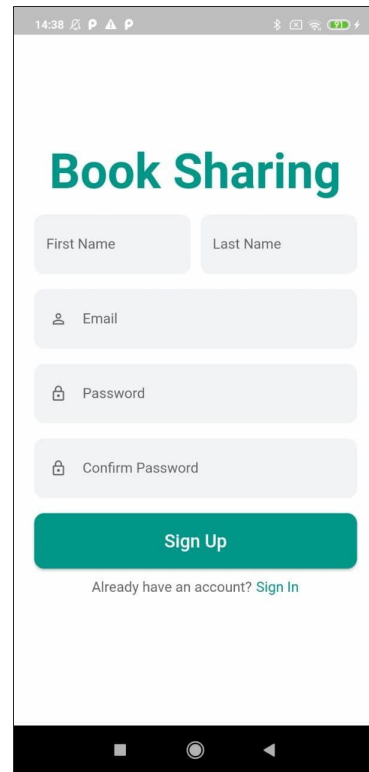 14:38
91
Book Sharing
First Name Last Name
Email
Password
Confirm Password
Sign Up
Already have an account? Sign In